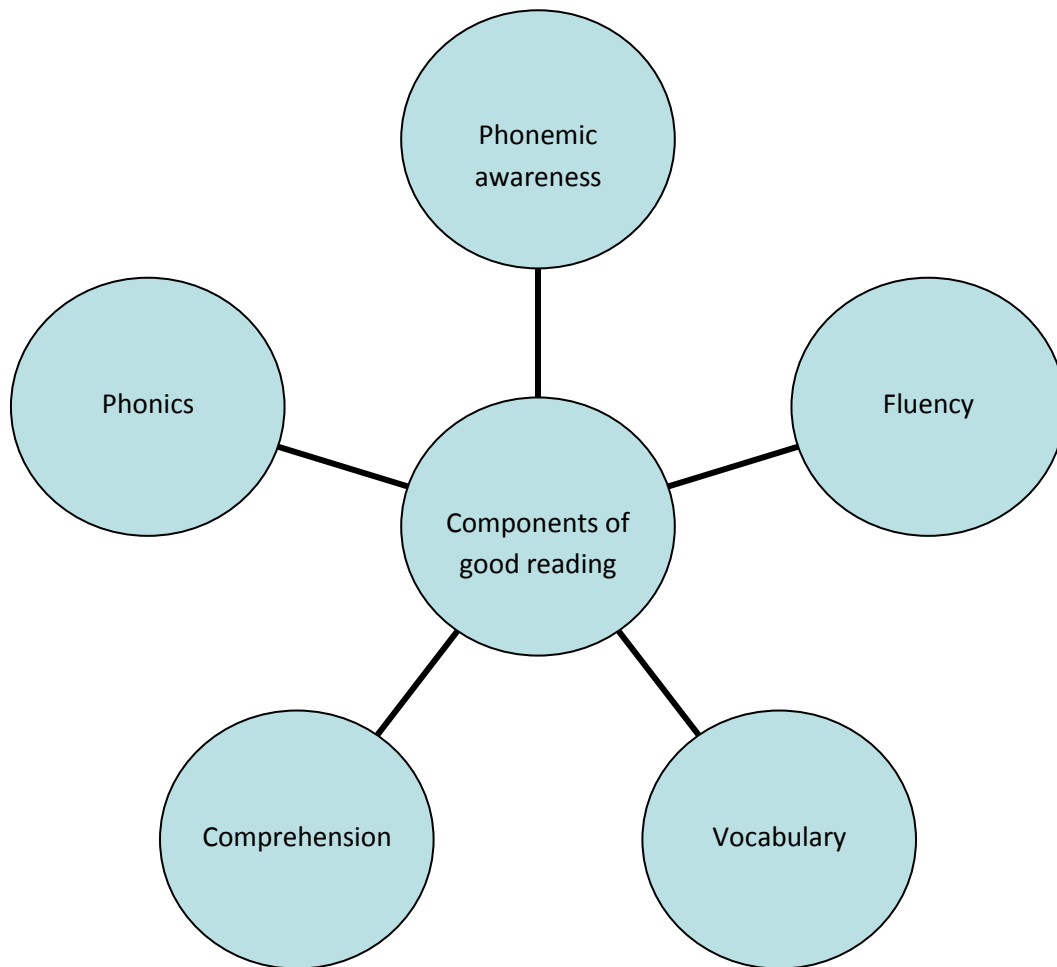 Phonemic
awareness
Phonics
Fluency
Components of
good reading
Comprehension
Vocabulary